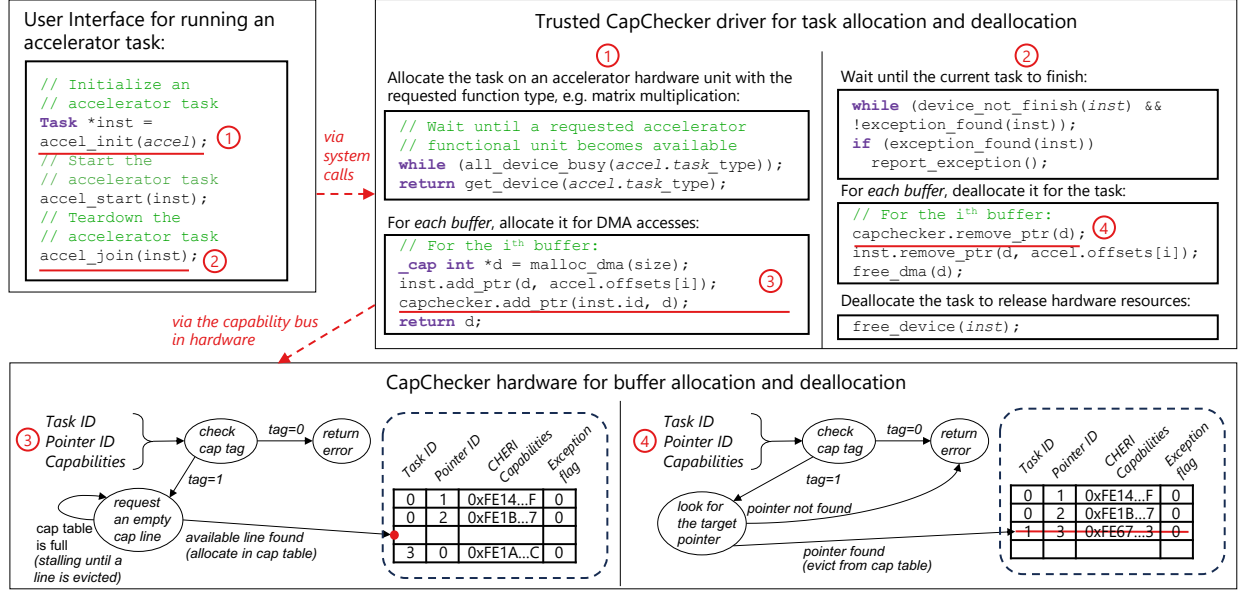 User Interface for running an
accelerator task:
// Initialize an
// accelerator task
Task *inst =
accel_init(accel);
1
// Start the
// accelerator task
accel_start(inst);
// Teardown the
// accelerator task
accel_join(inst);
2
via
system
calls
Trusted CapChecker driver for task allocation and deallocation
1
Allocate the task on an accelerator hardware unit with the
requested function type, e.g. matrix multiplication:
// Wait until a requested accelerator
// functional unit becomes available
while (all_device_busy(accel.task_type));
return get_device(accel.task_type);
For each buffer, allocate it for DMA accesses:
// For the ith buffer:
_cap int *d = malloc_dma(size);
inst.add_ptr(d, accel.offsets[i]);
capchecker.add_ptr(inst.id, d);
return d;
3
2
Wait until the current task to finish:
while (device_not_finish(inst) &&
!exception_found(inst));
if (exception_found(inst))
report_exception();
For each buffer, deallocate it for the task:
// For the ith buffer:
capchecker.remove_ptr(d);
4
inst.remove_ptr(d, accel.offsets[i]);
free_dma(d);
Deallocate the task to release hardware resources:
free_device(inst);
via the capability bus
in hardware
CapChecker hardware for buffer allocation and deallocation
3
Task ID
Pointer ID
Capabilities
check
cap tag
tag=0
return
error
tag=1
request
an empty
cap line
cap table
is full
(stalling until a
line is evicted)
available line found
(allocate in cap table)
Task ID
Pointer ID
CHERI
Capabilities
Exception
flag
0 1 0xFE14...F 0
0 2 0xFE1B...7 0
3 0 0xFE1A...C 0
4
Task ID
Pointer ID
Capabilities
check
cap tag
tag=0
return
error
tag=1
look for
the target
pointer
pointer not found
pointer found
(evict from cap table)
Task ID
Pointer ID
CHERI
Capabilities
Exception
flag
0 1 0xFE14...F 0
0 2 0xFE1B...7 0
1 3 0xFE67...3 0